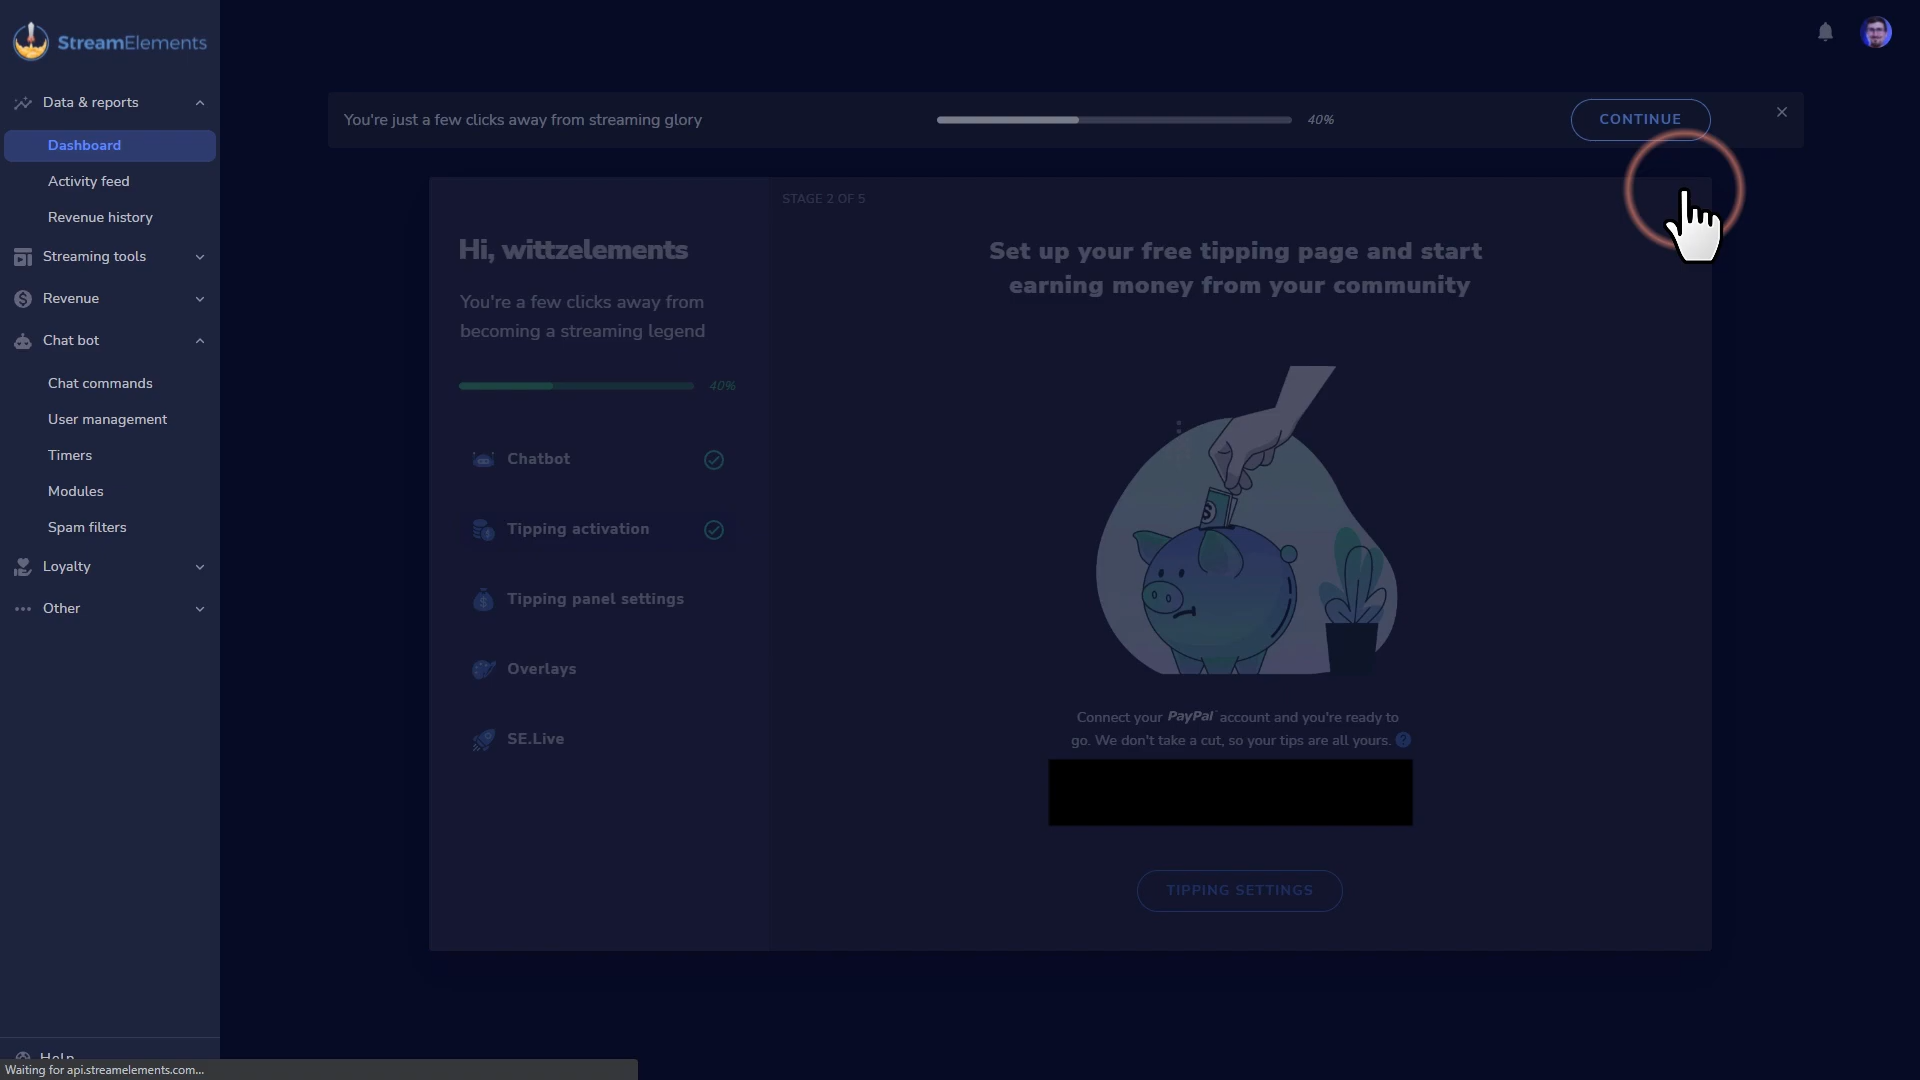 StreamElements
Data & reports
Dashboard
Activity feed
Revenue history
Streaming tools
Revenue
Chat bot
Chat commands
User management
Timers
Modules
Spam filters
Loyalty
Other
Help
Waiting for api.streamelements.com...
You're just a few clicks away from streaming glory
40%
CONTINUE
Hi, wittzelements
You're a few clicks away from
becoming a streaming legend
40%
Chatbot
Tipping activation
Tipping panel settings
Overlays
SE.Live
STAGE 2 OF 5
Set up your free tipping page and start
earning money from your community
Connect your PayPal account and you're ready to
go. We don't take a cut, so your tips are all yours. ?
TIPPING SETTINGS